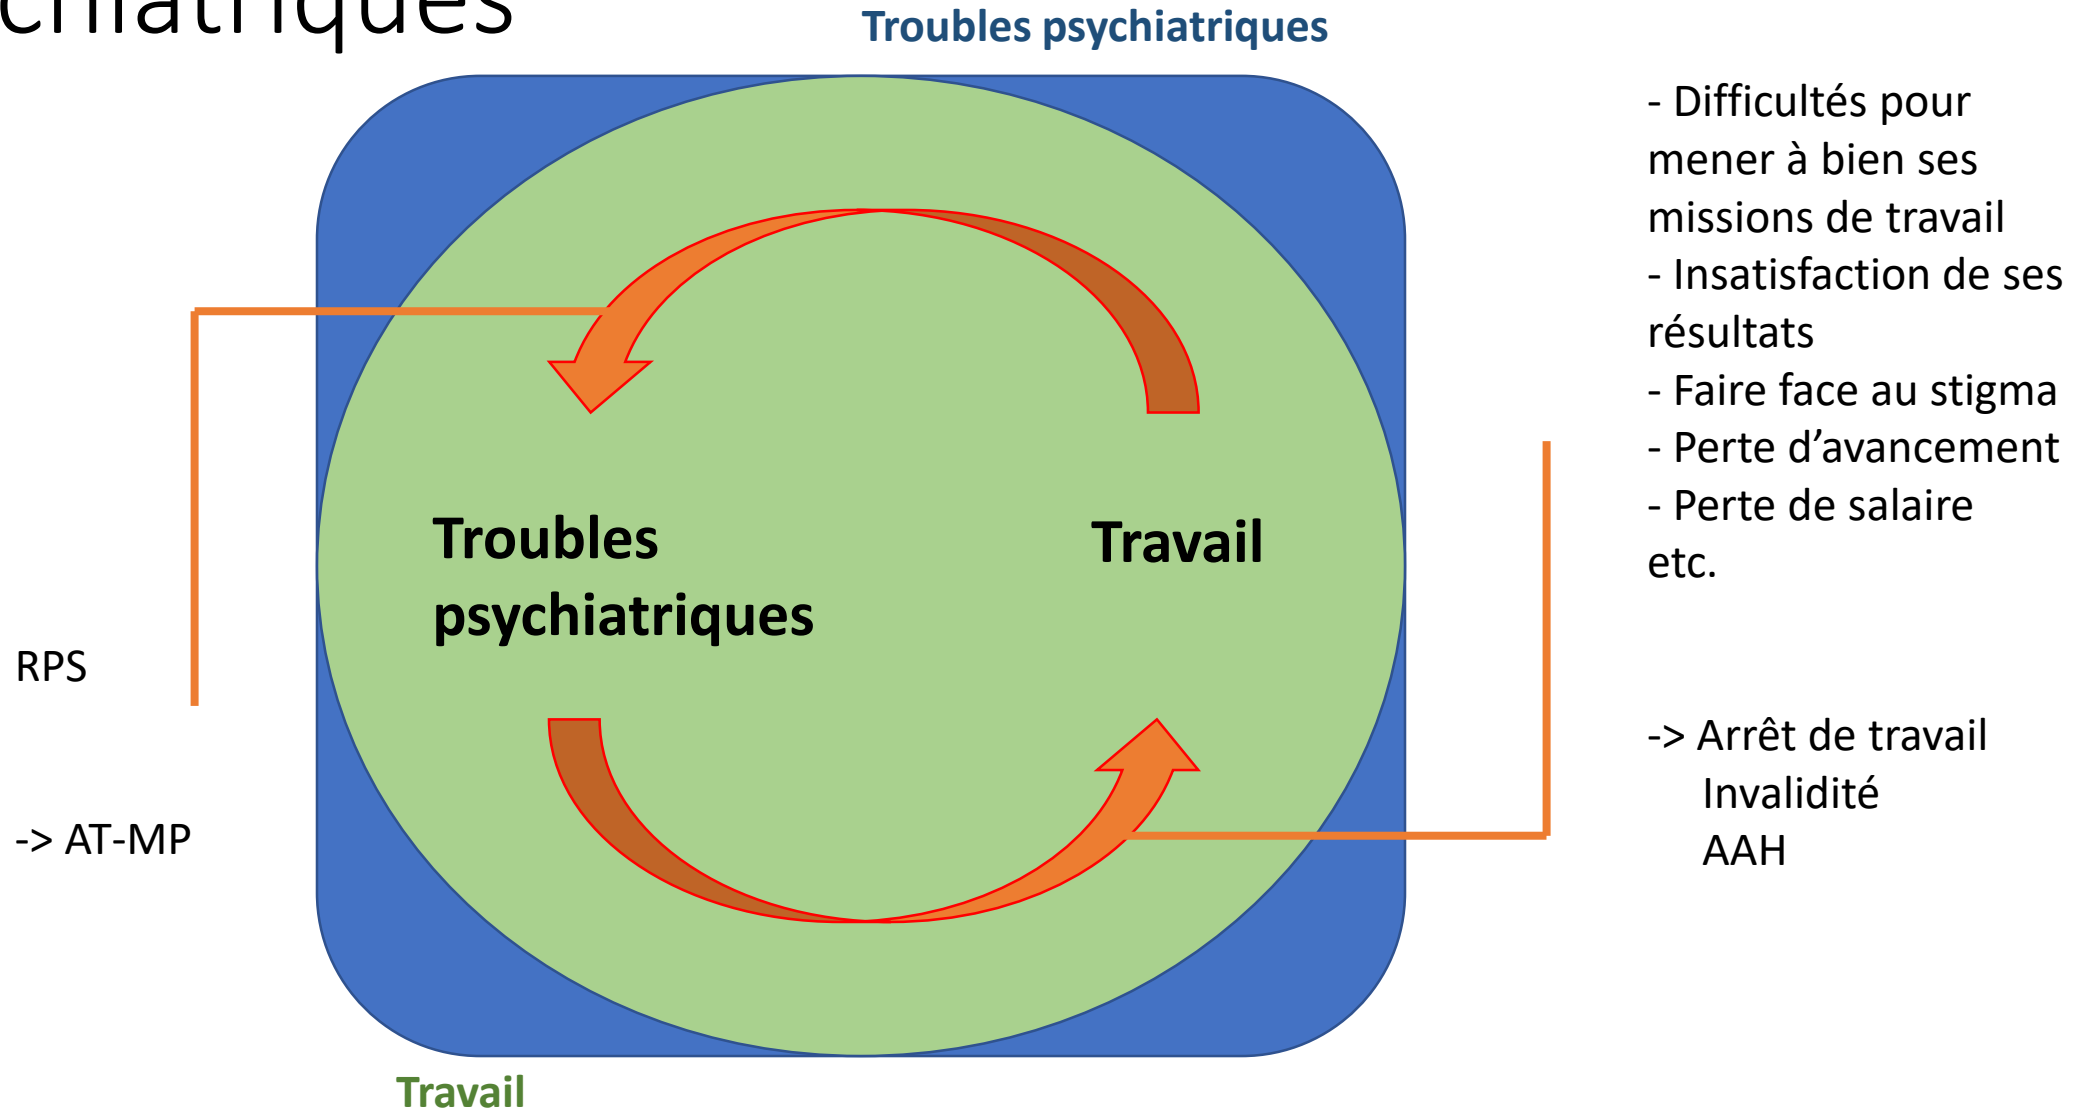 chiatriques
Troubles psychiatriques
- Difficultés pour
mener à bien ses
missions de travail
- Insatisfaction de ses
résultats
- Faire face au stigma
- Perte d’avancement
- Perte de salaire
etc.
Troubles
psychiatriques
Travail
RPS
-> AT-MP
-> Arrêt de travail
Invalidité
AAH
Travail